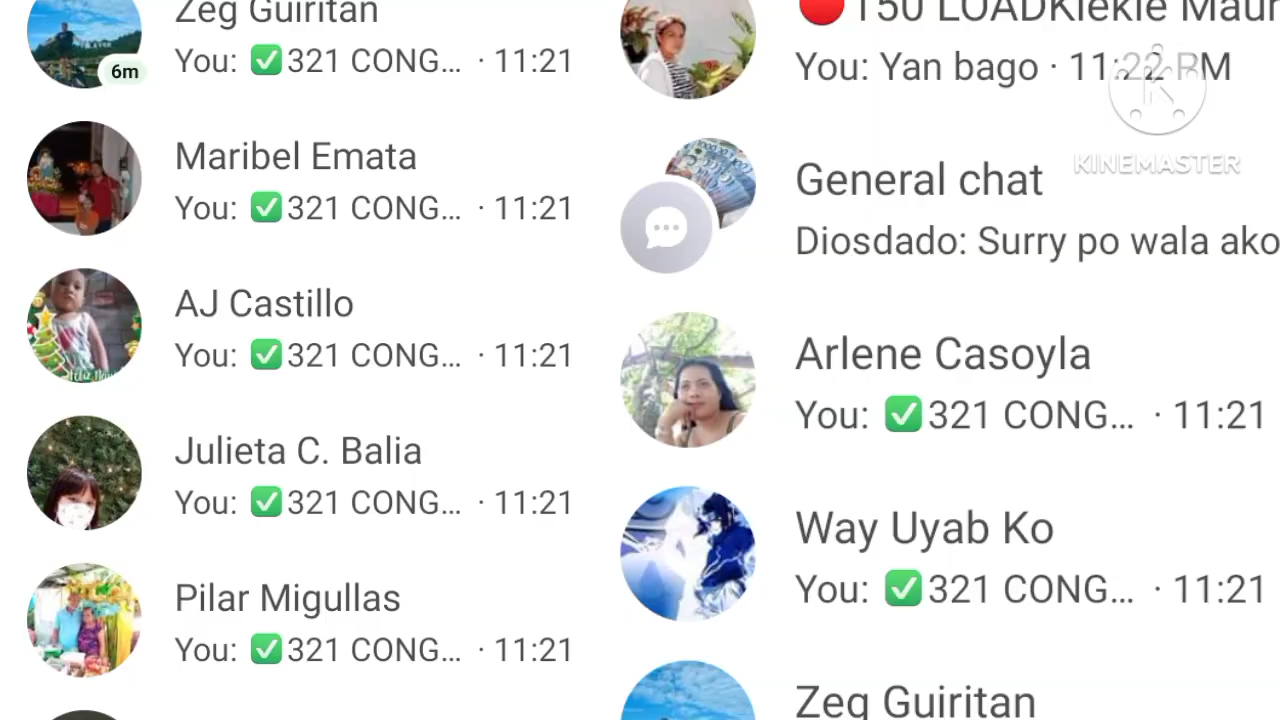 Zeg Guiritan
You: ✅321 CONG... · 11:21
6m
Maribel Emata
You: ✅321 CONG... · 11:21
AJ Castillo
You: ✅321 CONG... · 11:21
Julieta C. Balia
You: ✅321 CONG... · 11:21
Pilar Migullas
You: ✅321 CONG... · 11:21
🔴150 LOADKiekie Maur
You: Yan bago · 11:22 PM
KINEMASTER
General chat
Diosdado: Surry po wala ako
Arlene Casoyla
You: ✅321 CONG... · 11:21
Way Uyab Ko
You: ✅321 CONG... · 11:21
Zeg Guiritan